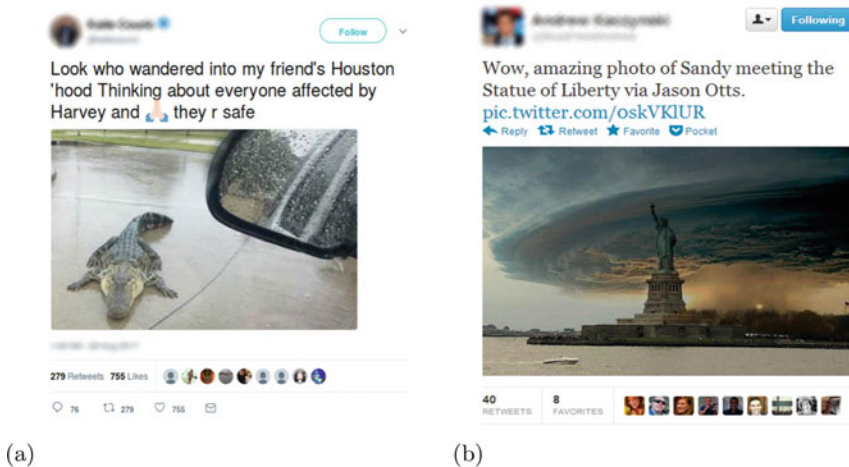 Follow
Look who wandered into my friend's Houston
'hood Thinking about everyone affected by
Harvey and 🙏🏻 they r safe
279 Retweets 755 Likes
76 279 755
(a)
Following
Wow, amazing photo of Sandy meeting the
Statue of Liberty via Jason Otts.
pic.twitter.com/oskVKlUR
Reply Retweet Favorite Pocket
40 8
RETWEETS FAVORITES
(b)